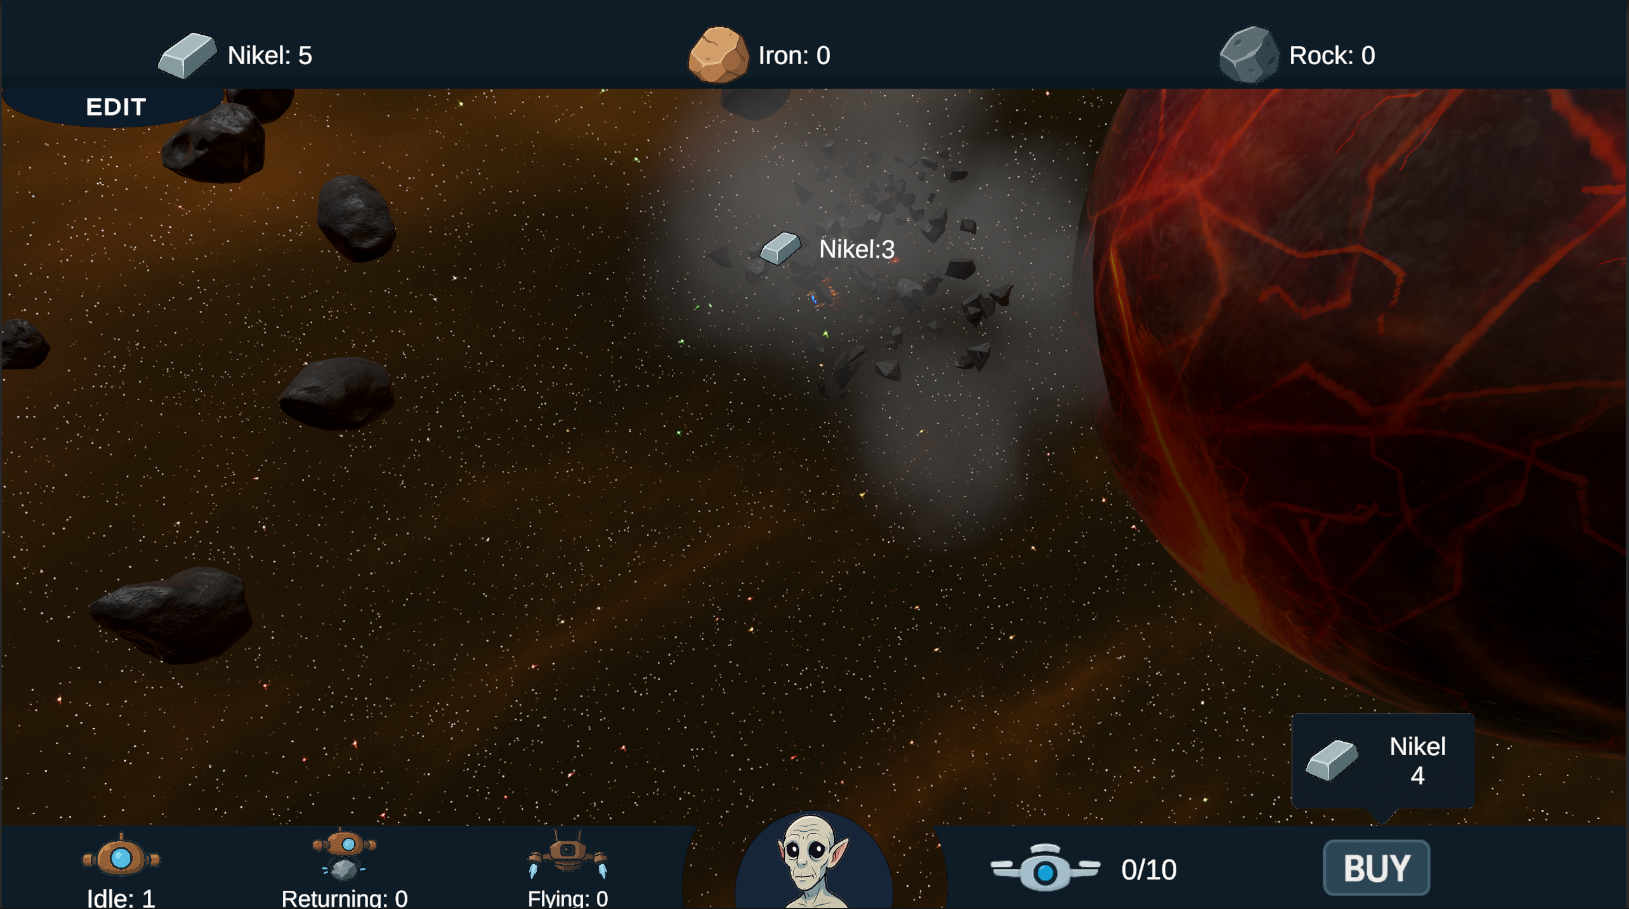 Nikel: 5
Iron: 0
Rock: 0
EDIT
Nikel:3
Nikel
4
Idle: 1
Returning: 0
Flying: 0
0/10
BUY